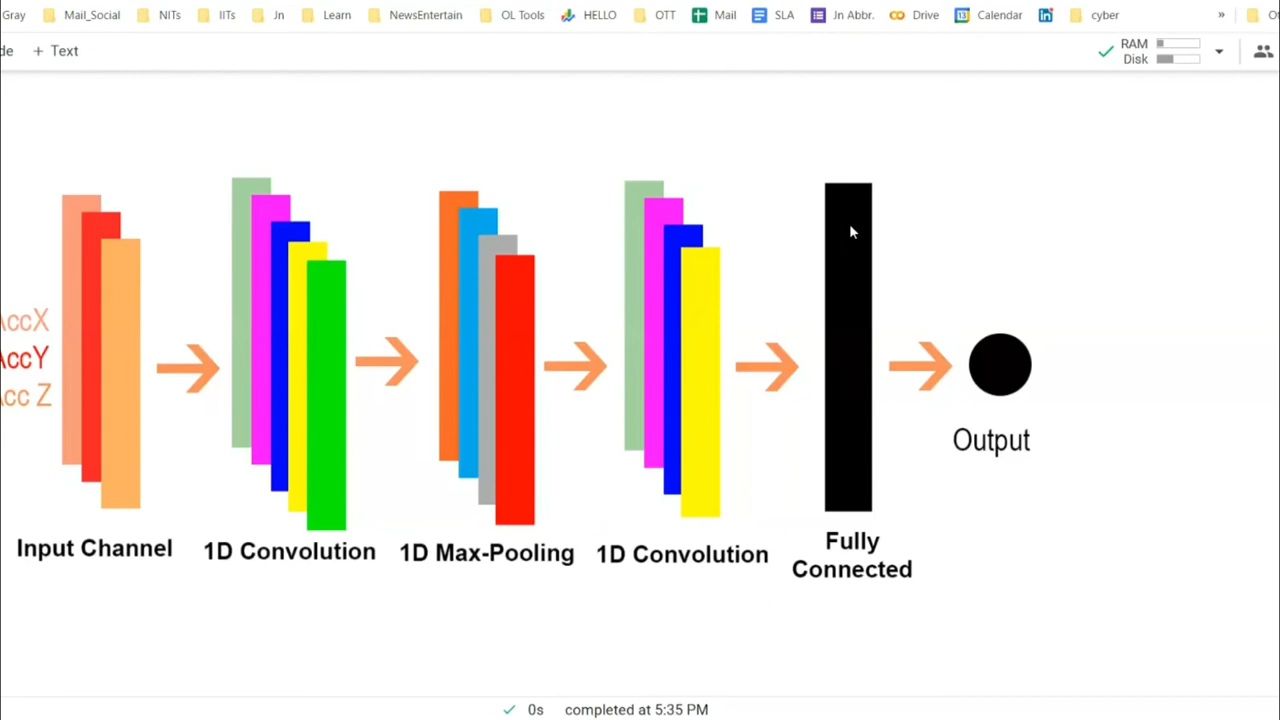 Gray Mail_Social NITs IITs Jn Learn NewsEntertain OL Tools HELLO OTT Mail SLA Jn Abbr. Drive Calendar cyber »
+ Text
RAM
Disk
AccX
AccY
Acc Z
Output
Input Channel
1D Convolution
1D Max-Pooling
1D Convolution
Fully
Connected
0s completed at 5:35 PM